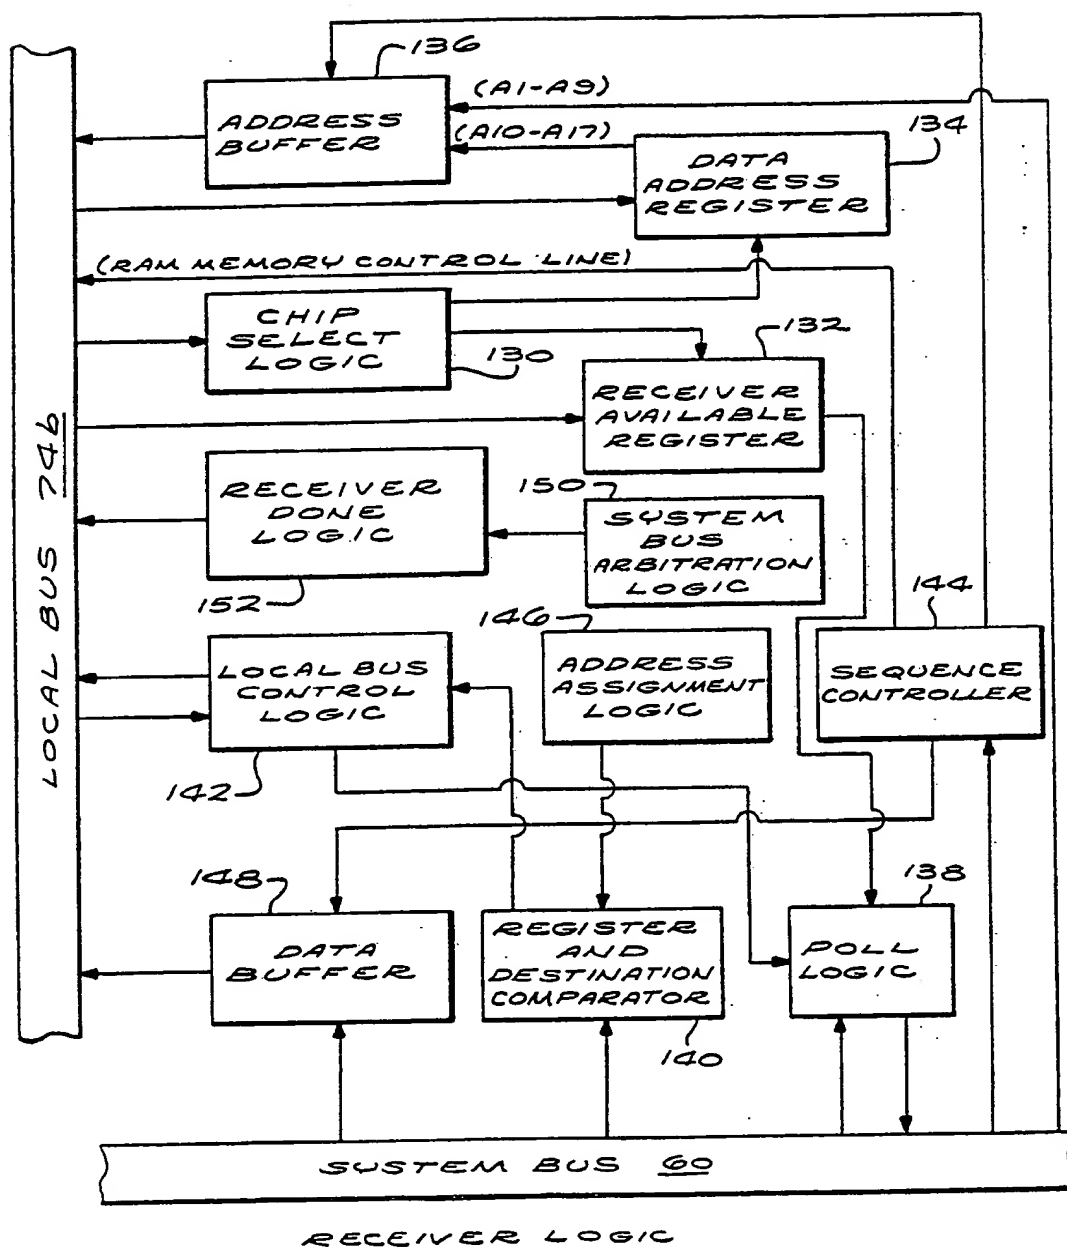 136
(A1-A9)
ADDRESS
BUFFER
(A10-A17)
134
DATA
ADDRESS
REGISTER
(RAM MEMORY CONTROL LINE)
CHIP
SELECT
LOGIC
130
132
RECEIVER
AVAILABLE
REGISTER
LOCAL BUS 74b
RECEIVER
DONE
LOGIC
152
150
SYSTEM
BUS
ARBITRATION
LOGIC
146
144
LOCAL BUS
CONTROL
LOGIC
142
ADDRESS
ASSIGNMENT
LOGIC
SEQUENCE
CONTROLLER
148
DATA
BUFFER
REGISTER
AND
DESTINATION
COMPARATOR
140
138
POLL
LOGIC
SYSTEM BUS 60
RECEIVER LOGIC